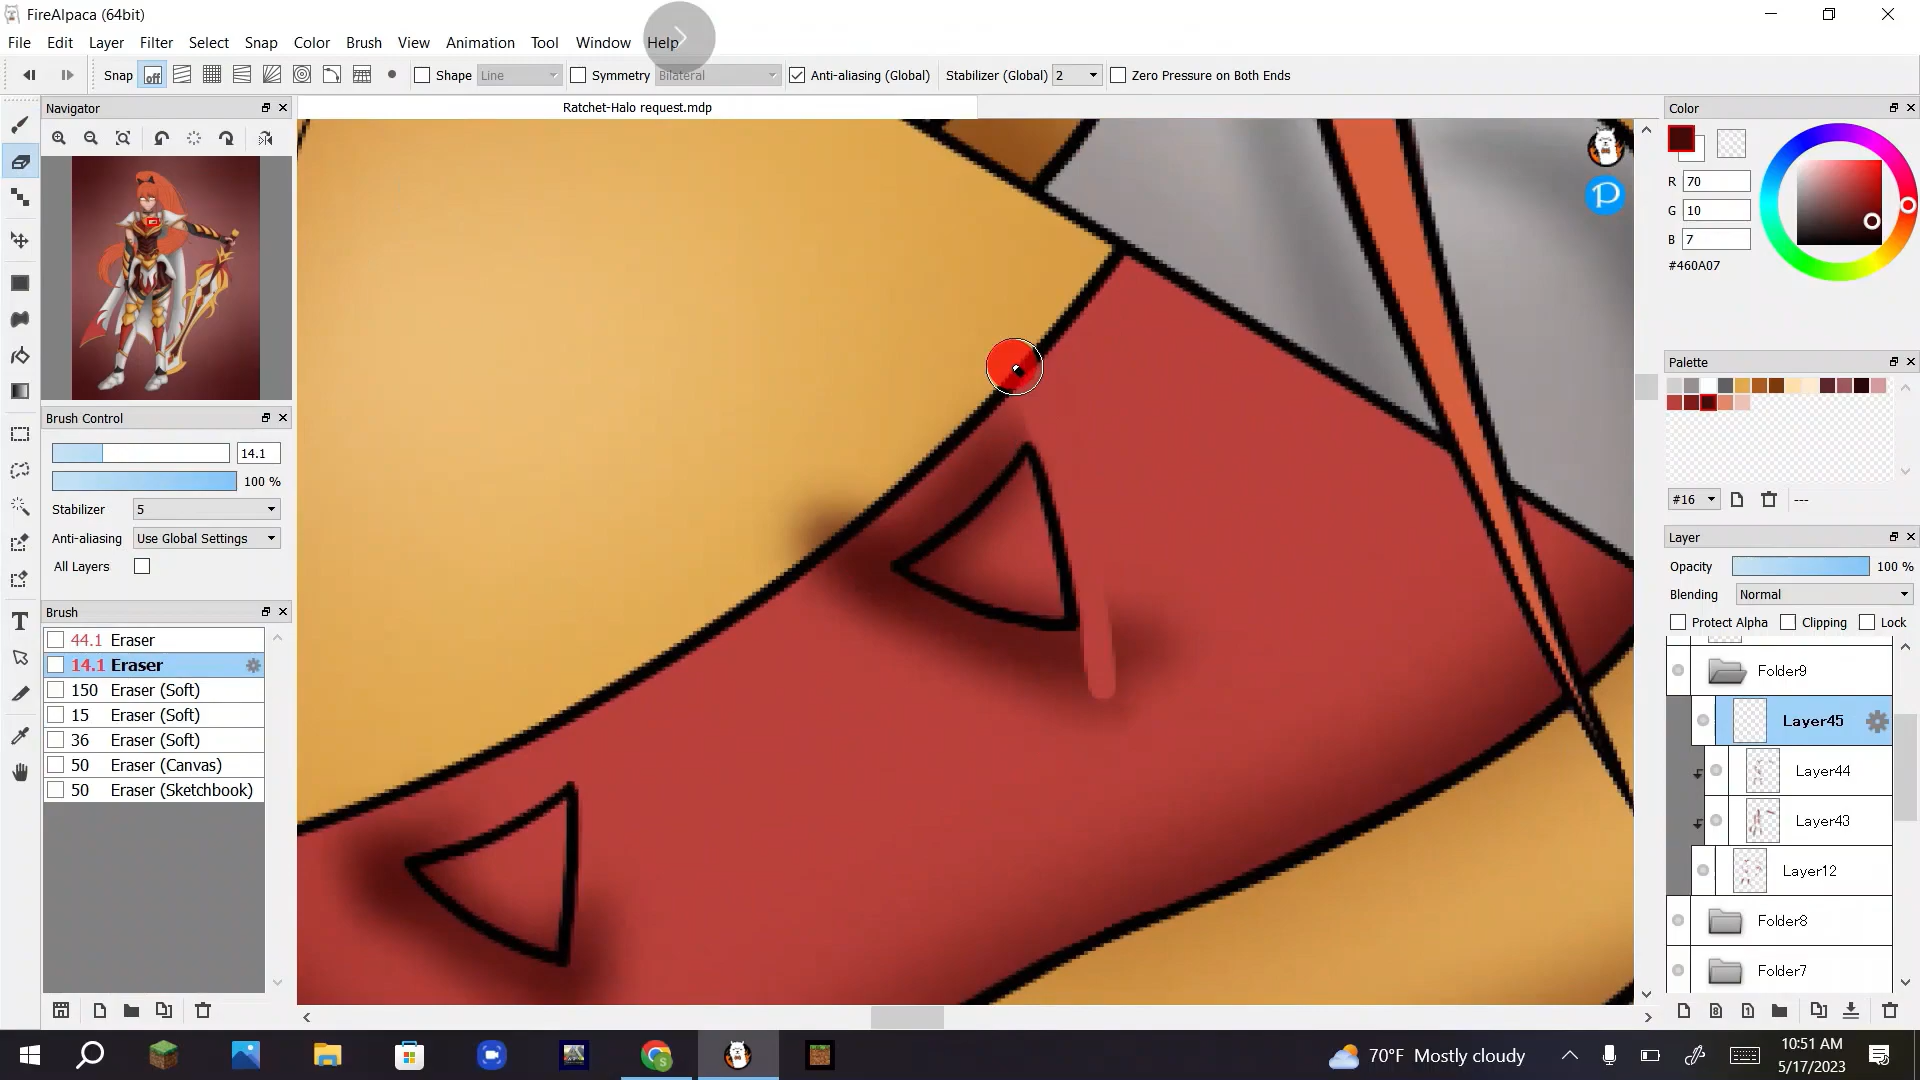 FireAlpaca (64bit)
File Edit Layer Filter Select Snap Color Brush View Animation Tool Window Help
Snap off Shape Line Symmetry Bilateral Anti-aliasing (Global) Stabilizer (Global) 2 Zero Pressure on Both Ends
Navigator
Ratchet-Halo request.mdp
Color
R 70
G 10
B 7
#460A07
Palette
#16 ---
Brush Control
14.1
100 %
Stabilizer 5
Anti-aliasing Use Global Settings
All Layers
Brush
44.1 Eraser
14.1 Eraser
150 Eraser (Soft)
15 Eraser (Soft)
36 Eraser (Soft)
50 Eraser (Canvas)
50 Eraser (Sketchbook)
Layer
Opacity 100 %
Blending Normal
Protect Alpha Clipping Lock
Folder9
Layer45
Layer44
Layer43
Layer12
Folder8
Folder7
70°F Mostly cloudy
10:51 AM
5/17/2023